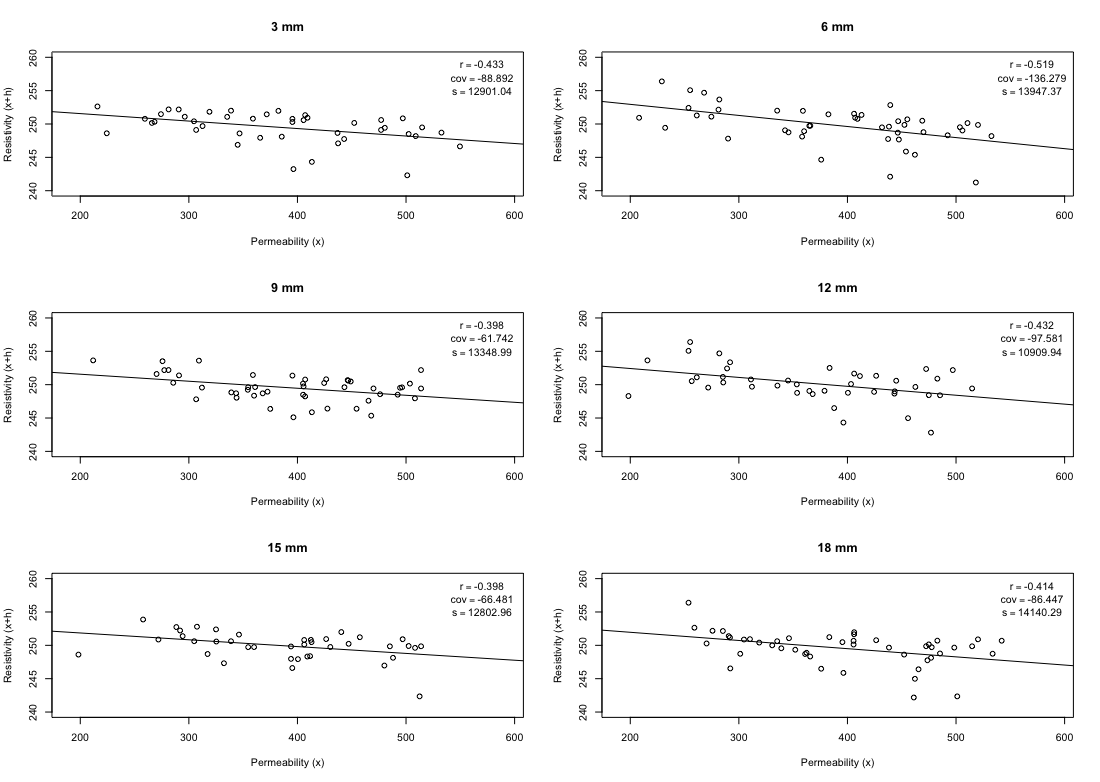 3 mm
r = -0.433
cov = -88.892
s = 12901.04
Resistivity (x+h)
240 245 250 255 260
200 300 400 500 600
Permeability (x)
6 mm
r = -0.519
cov = -136.279
s = 13947.37
Resistivity (x+h)
240 245 250 255 260
200 300 400 500 600
Permeability (x)
9 mm
r = -0.398
cov = -61.742
s = 13348.99
Resistivity (x+h)
240 245 250 255 260
200 300 400 500 600
Permeability (x)
12 mm
r = -0.432
cov = -97.581
s = 10909.94
Resistivity (x+h)
240 245 250 255 260
200 300 400 500 600
Permeability (x)
15 mm
r = -0.398
cov = -66.481
s = 12802.96
Resistivity (x+h)
240 245 250 255 260
200 300 400 500 600
Permeability (x)
18 mm
r = -0.414
cov = -86.447
s = 14140.29
Resistivity (x+h)
240 245 250 255 260
200 300 400 500 600
Permeability (x)